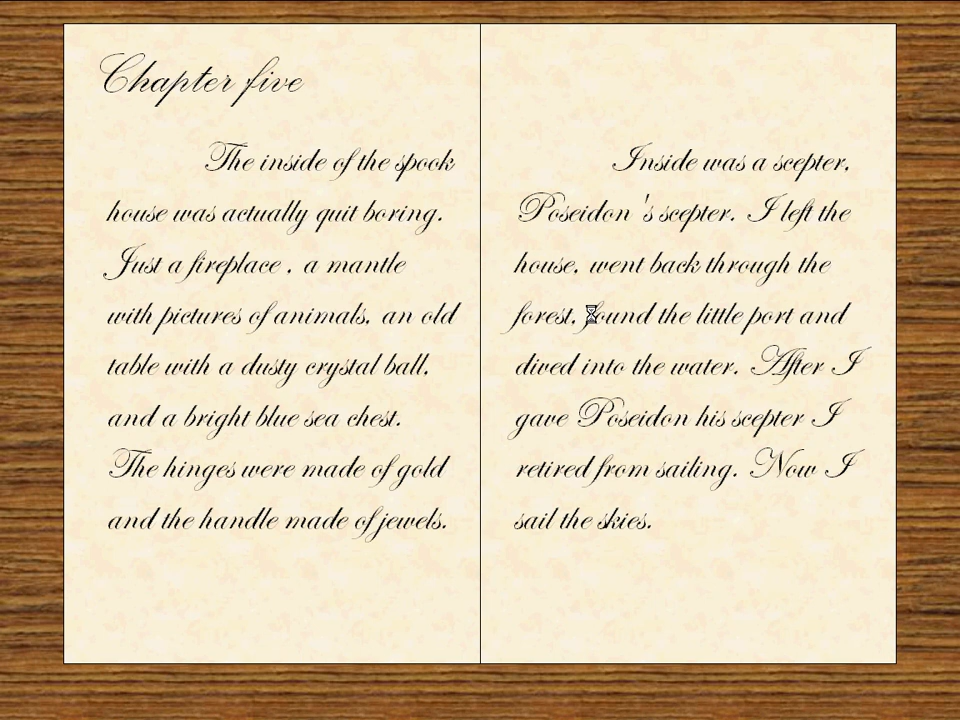 Chapter five
The inside of the spook
house was actually quit boring.
Just a fireplace , a mantle
with pictures of animals, an old
table with a dusty crystal ball,
and a bright blue sea chest.
The hinges were made of gold
and the handle made of jewels.
Inside was a scepter,
Poseidon 's scepter. I left the
house, went back through the
forest, found the little port and
dived into the water. After I
gave Poseidon his scepter I
retired from sailing. Now I
sail the skies.